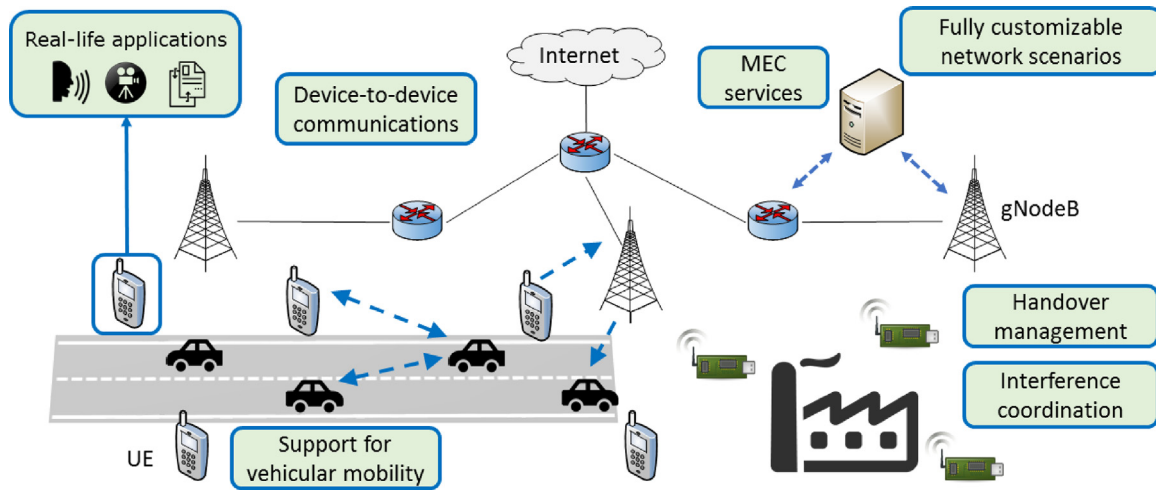 Real-life applications
Internet
Fully customizable
network scenarios
MEC
services
Device-to-device
communications
gNodeB
Handover
management
Interference
coordination
Support for
vehicular mobility
UE